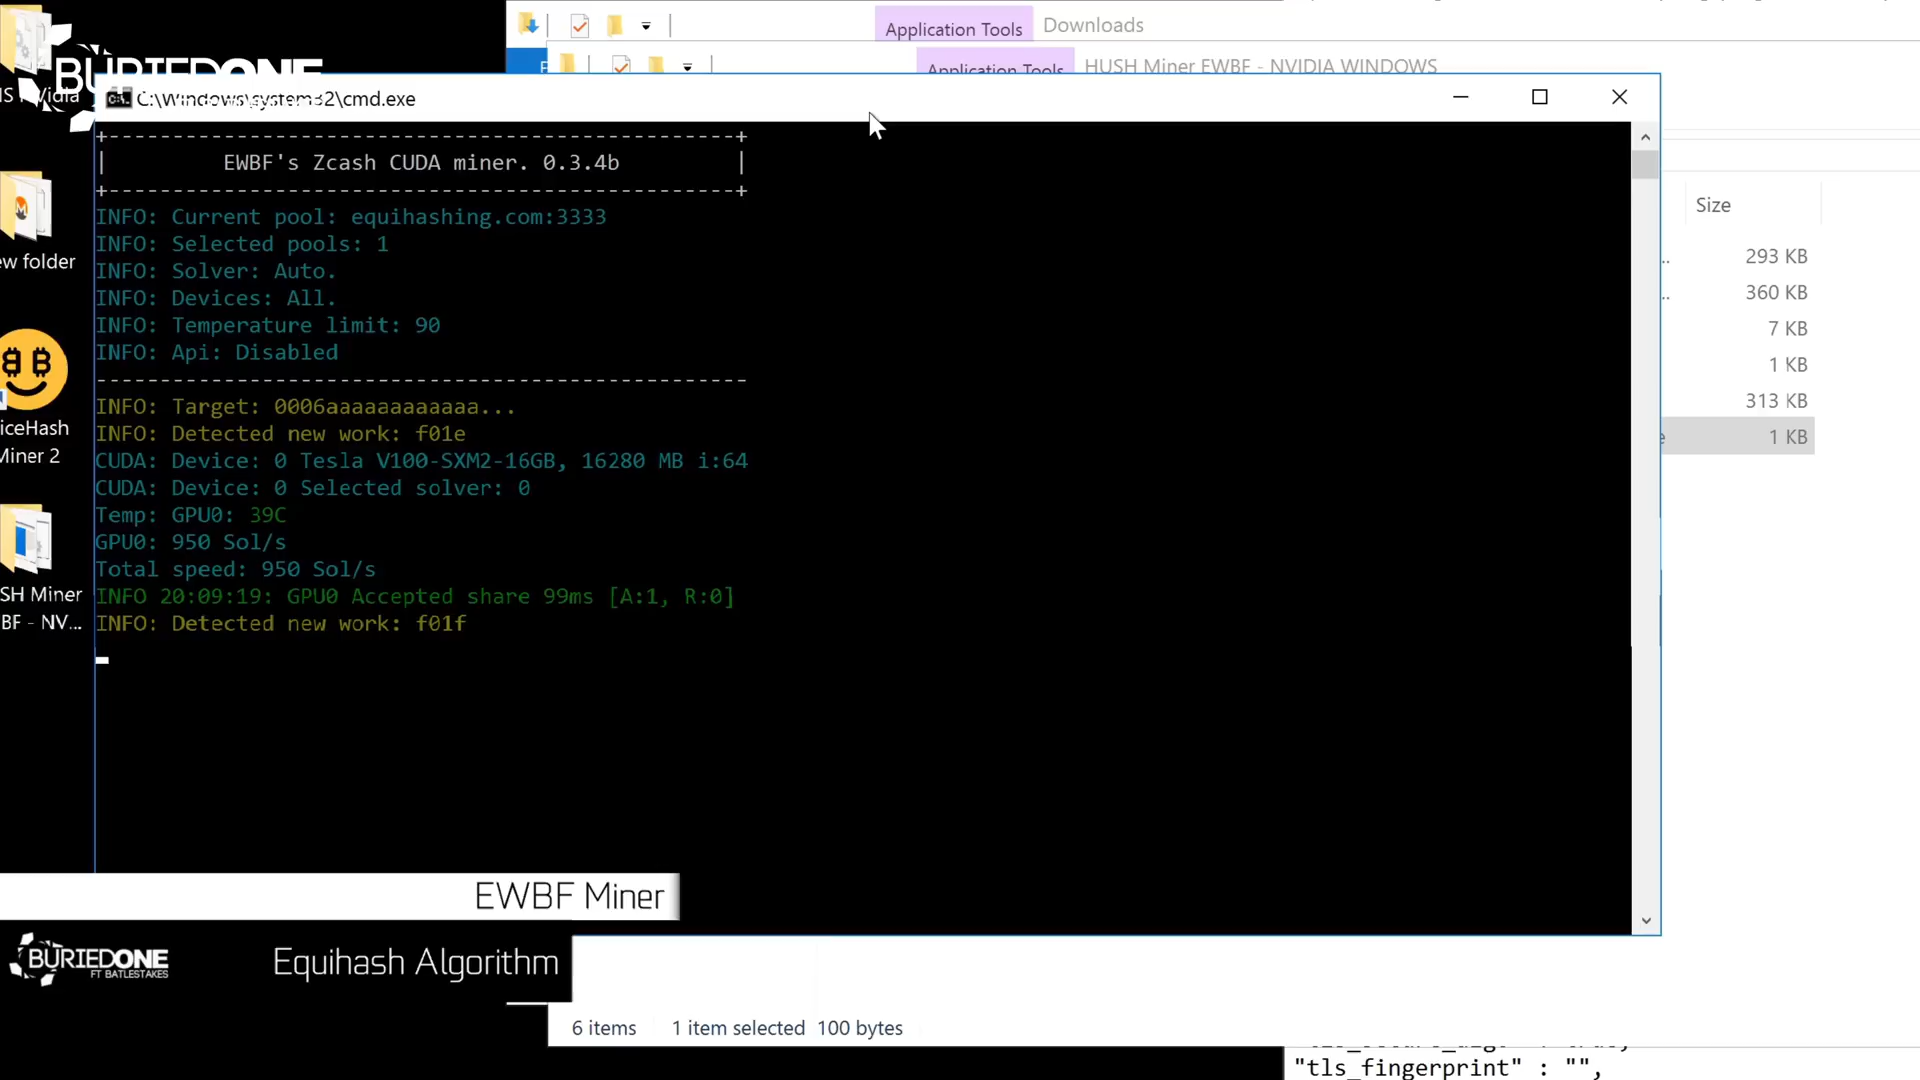 Application Tools Downloads
Application Tools HUSH Miner EWBF - NVIDIA WINDOWS
BURIEDONE
C:\Windows\system32\cmd.exe
+--------------------------------------------------+
| EWBF's Zcash CUDA miner. 0.3.4b |
+--------------------------------------------------+
INFO: Current pool: equihashing.com:3333
INFO: Selected pools: 1
INFO: Solver: Auto.
INFO: Devices: All.
INFO: Temperature limit: 90
INFO: Api: Disabled
---------------------------------------------------
INFO: Target: 0006aaaaaaaaaaaa...
INFO: Detected new work: f01e
CUDA: Device: 0 Tesla V100-SXM2-16GB, 16280 MB i:64
CUDA: Device: 0 Selected solver: 0
Temp: GPU0: 39C
GPU0: 950 Sol/s
Total speed: 950 Sol/s
INFO 20:09:19: GPU0 Accepted share 99ms [A:1, R:0]
INFO: Detected new work: f01f
S NVidia
ew folder
iceHash
Miner 2
SH Miner
BF - NV...
Size
293 KB
360 KB
7 KB
1 KB
313 KB
1 KB
EWBF Miner
BURIEDONE
FT BATLESTAKES
Equihash Algorithm
6 items 1 item selected 100 bytes
"tls_fingerprint" : "",